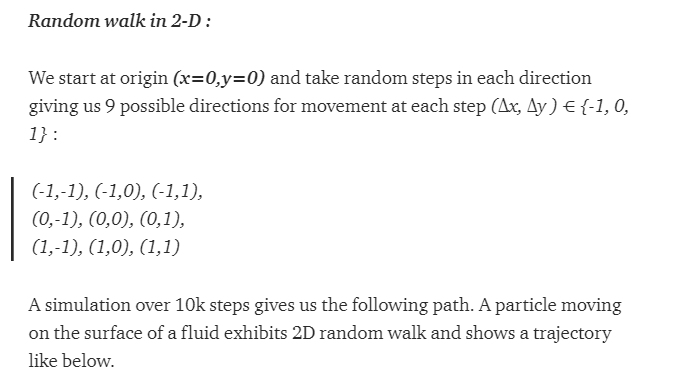 Random walk in 2-D :
We start at origin (x=0,y=0) and take random steps in each direction
giving us 9 possible directions for movement at each step (Δx, Δy ) ∈ {-1, 0,
1} :
(-1,-1), (-1,0), (-1,1),
(0,-1), (0,0), (0,1),
(1,-1), (1,0), (1,1)
A simulation over 10k steps gives us the following path. A particle moving
on the surface of a fluid exhibits 2D random walk and shows a trajectory
like below.